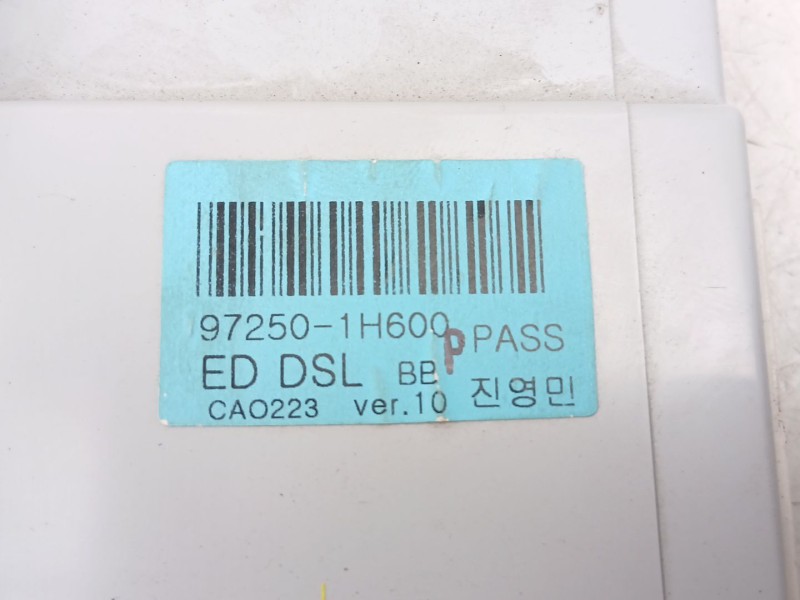 97250-1H600 PASS
P
ED DSL BB
CAO223 ver.10 진영민